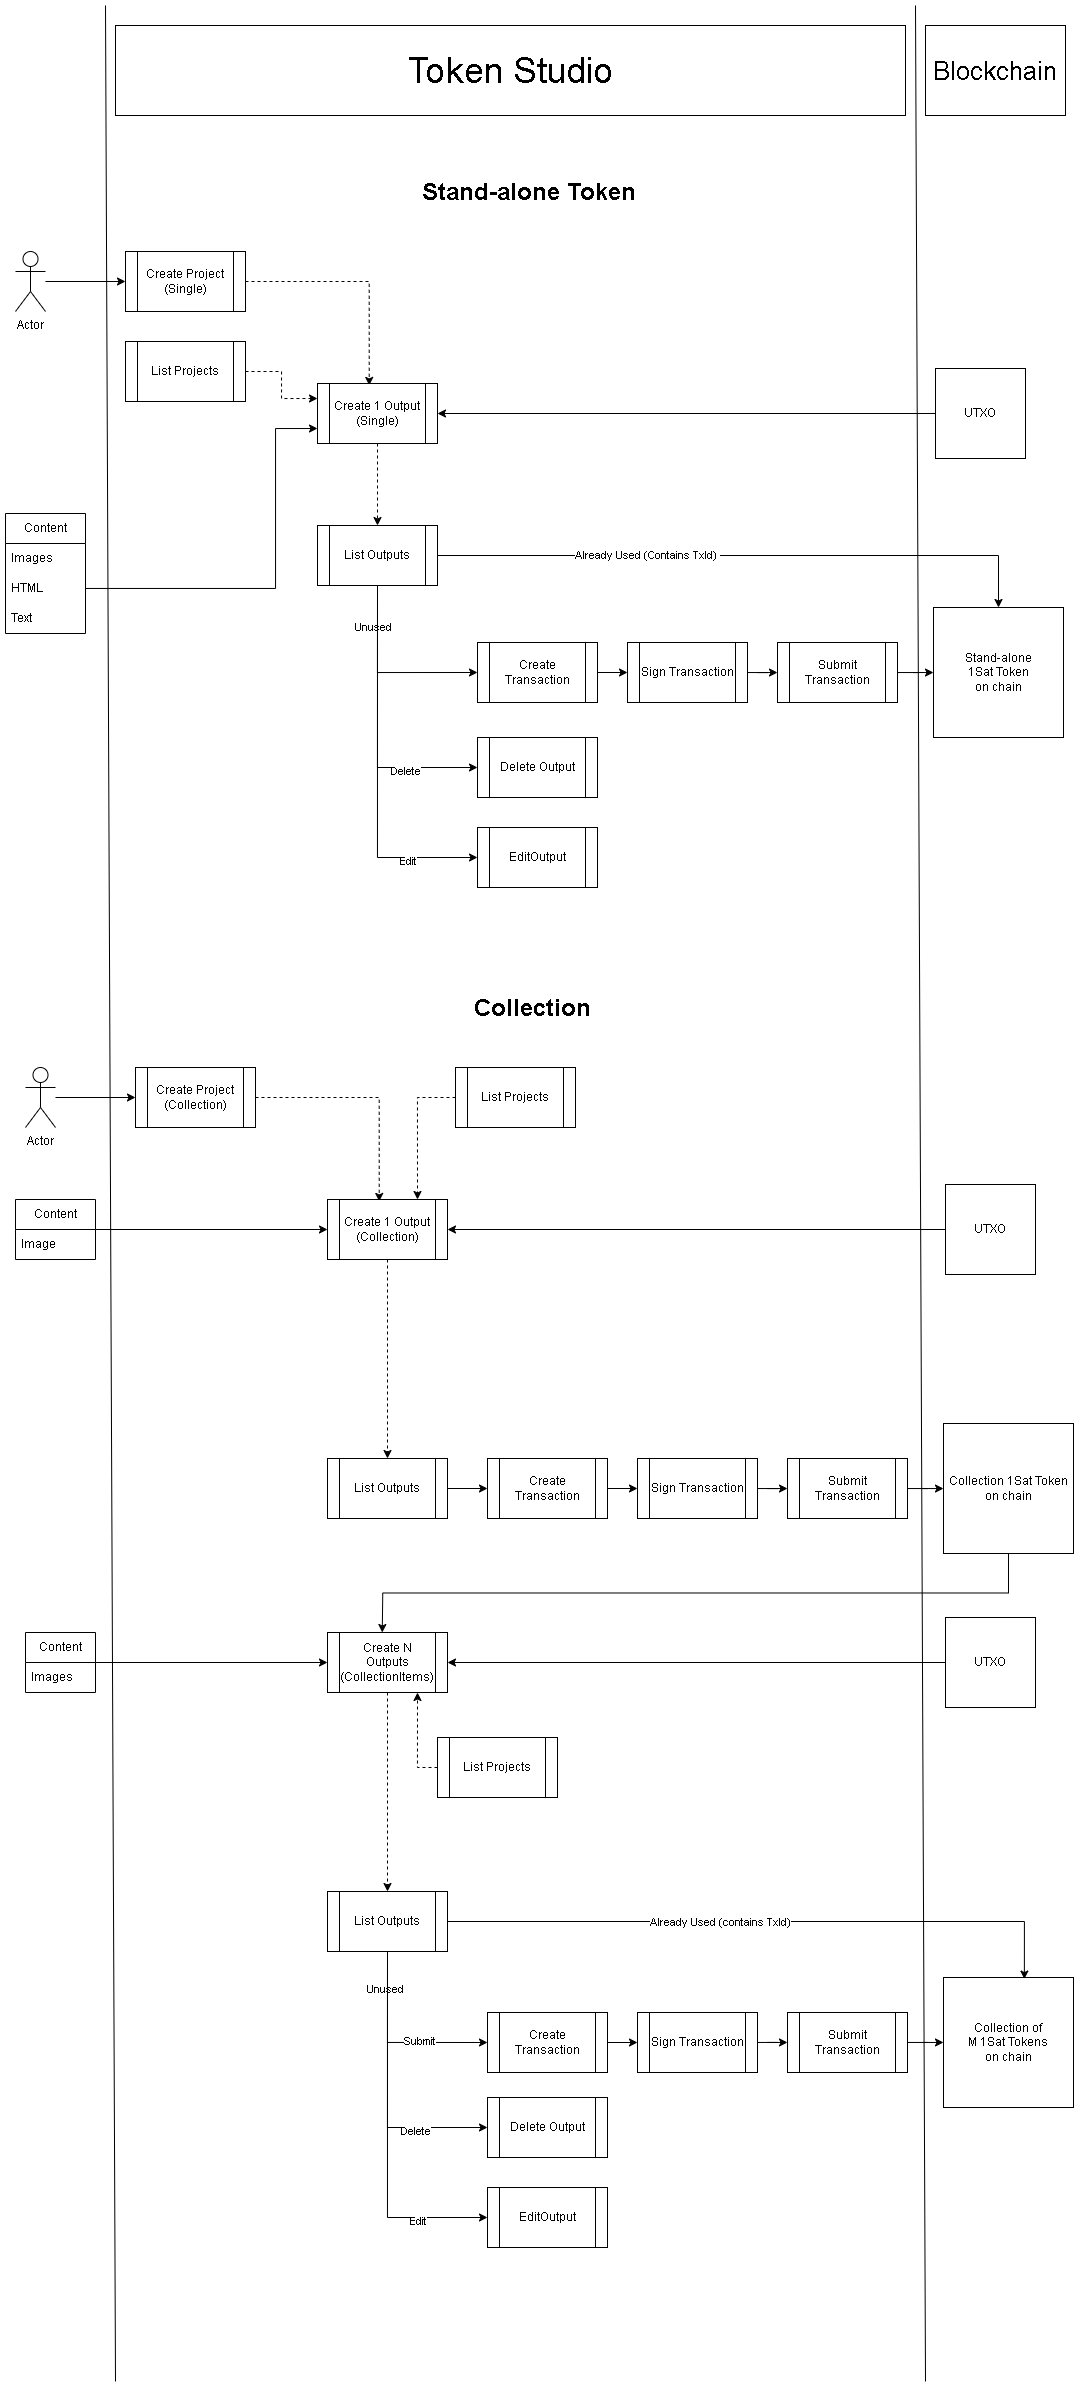 Token Studio
Blockchain
Stand-alone Token
Create Project
(Single)
Actor
List Projects
Create 1 Output
(Single)
UTXO
Content
Images
HTML
Text
List Outputs
Already Used (Contains TxId)
Unused
Create
Transaction
Sign Transaction
Submit
Transaction
Stand-alone
1Sat Token
on chain
Delete
Delete Output
Edit
EditOutput
Collection
Create Project
(Collection)
List Projects
Actor
Content
Image
Create 1 Output
(Collection)
UTXO
List Outputs
Create
Transaction
Sign Transaction
Submit
Transaction
Collection 1Sat Token
on chain
Content
Images
Create N
Outputs
(CollectionItems)
UTXO
List Projects
List Outputs
Already Used (contains TxId)
Unused
Submit
Create
Transaction
Sign Transaction
Submit
Transaction
Collection of
M 1Sat Tokens
on chain
Delete
Delete Output
Edit
EditOutput